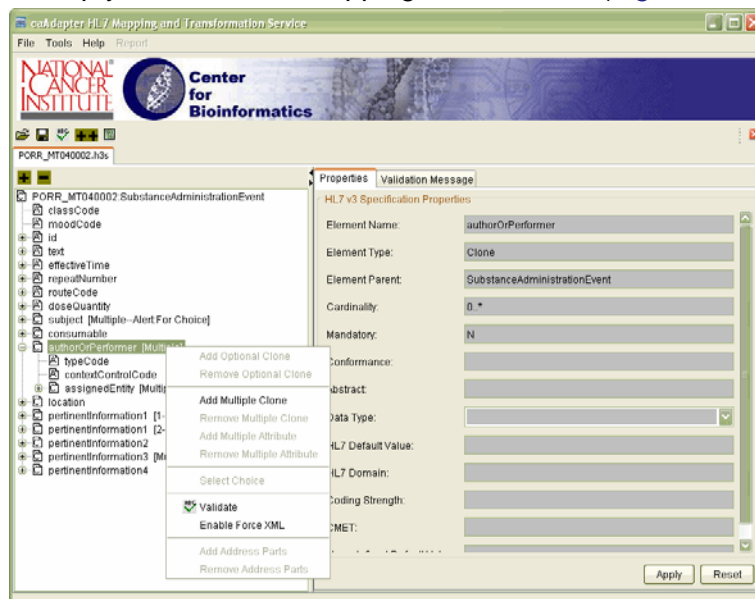 caAdapter HL7 Mapping and Transformation Service
File Tools Help Report
NATIONAL
CANCER
INSTITUTE
Center
for
Bioinformatics
PORR_MT040002.h3s
Properties Validation Message
PORR_MT040002.SubstanceAdministrationEvent
classCode
moodCode
id
text
effectiveTime
repeatNumber
routeCode
doseQuantity
subject [Multiple--Alert For Choice]
consumable
authorOrPerformer [Multiple]
typeCode
contextControlCode
assignedEntity [Multip
location
pertinentInformation1 [1-
pertinentInformation1 [2-
pertinentInformation2
pertinentInformation3 [Mu
pertinentInformation4
Add Optional Clone
Remove Optional Clone
Add Multiple Clone
Remove Multiple Clone
Add Multiple Attribute
Remove Multiple Attribute
Select Choice
Validate
Enable Force XML
Add Address Parts
Remove Address Parts
HL7 v3 Specification Properties
Element Name: authorOrPerformer
Element Type: Clone
Element Parent: SubstanceAdministrationEvent
Cardinality: 0..*
Mandatory: N
Conformance:
Abstract:
Data Type:
HL7 Default Value:
HL7 Domain:
Coding Strength:
CMET:
Apply Reset